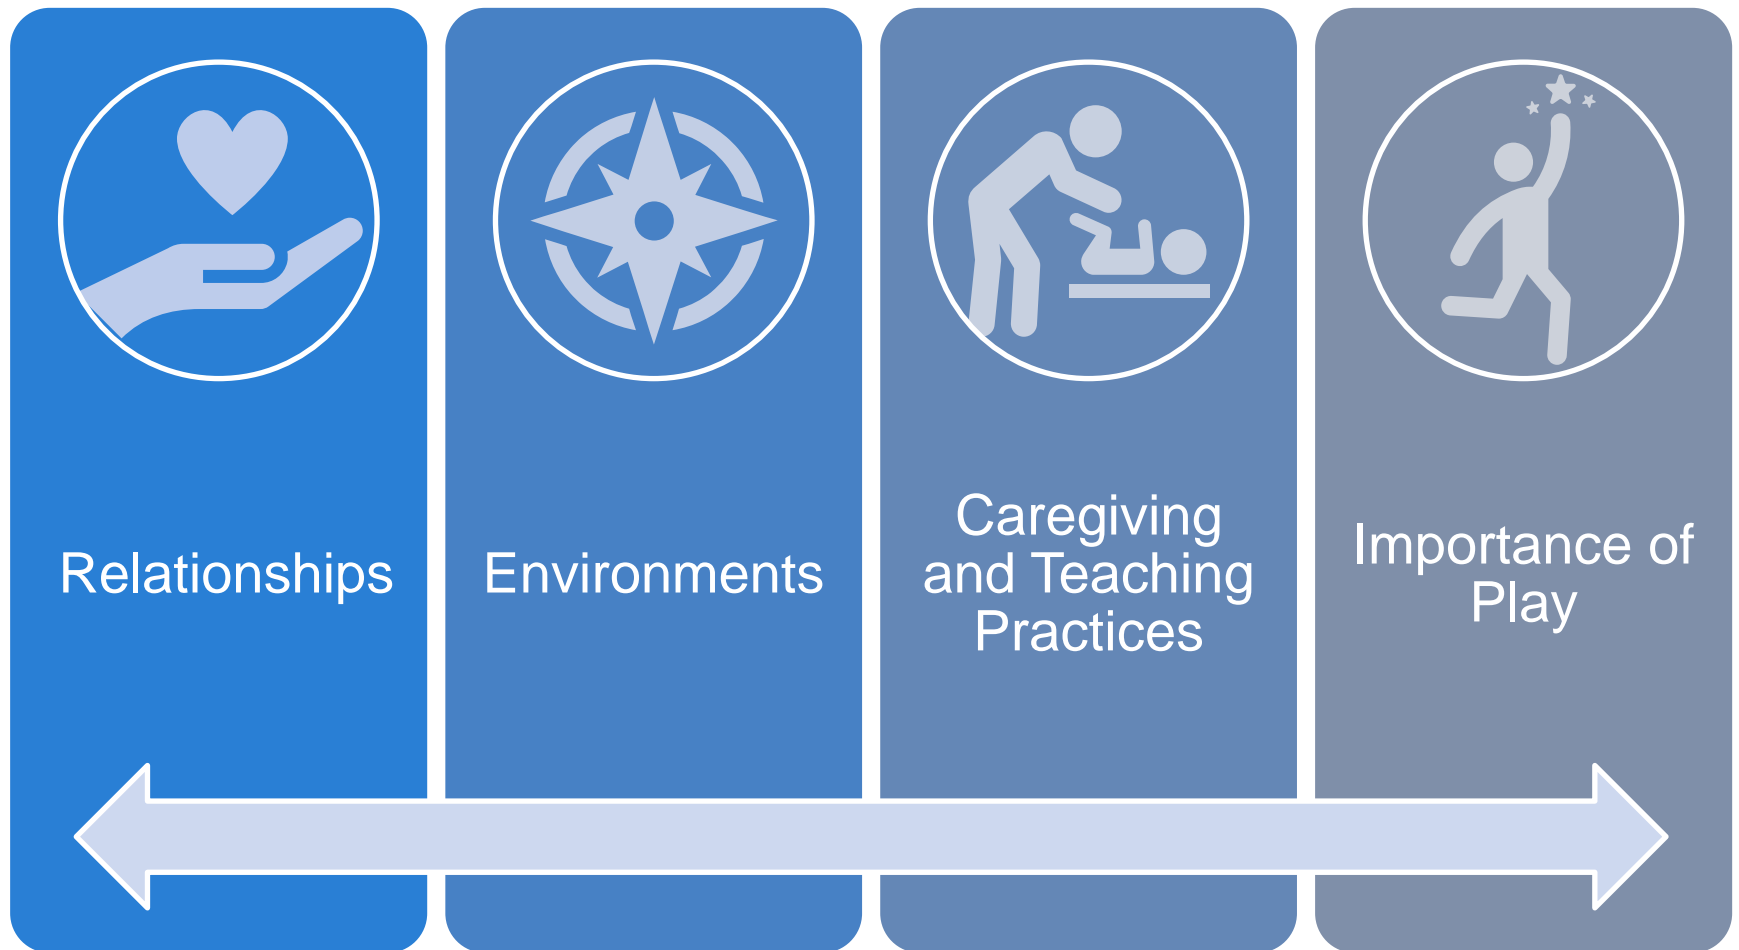 Relationships
Environments
Caregiving
and Teaching
Practices
Importance of
Play